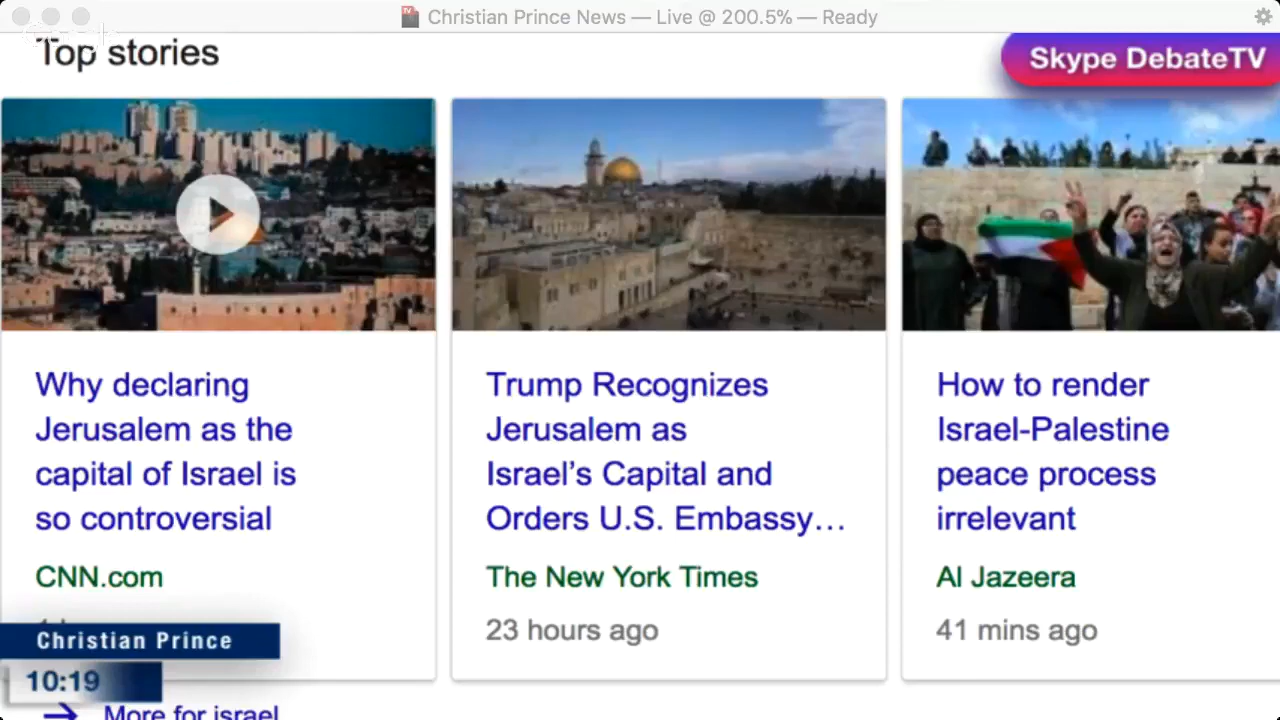 Christian Prince News — Live @ 200.5% — Ready
Top stories
Skype DebateTV
Why declaring
Jerusalem as the
capital of Israel is
so controversial
CNN.com
Trump Recognizes
Jerusalem as
Israel’s Capital and
Orders U.S. Embassy…
The New York Times
23 hours ago
How to render
Israel-Palestine
peace process
irrelevant
Al Jazeera
41 mins ago
Christian Prince
10:19
More for israel